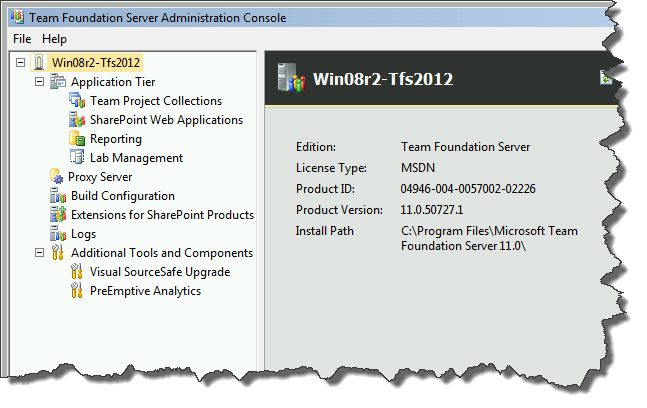 Team Foundation Server Administration Console
File Help
Win08r2-Tfs2012
Application Tier
Team Project Collections
SharePoint Web Applications
Reporting
Lab Management
Proxy Server
Build Configuration
Extensions for SharePoint Products
Logs
Additional Tools and Components
Visual SourceSafe Upgrade
PreEmptive Analytics
Win08r2-Tfs2012
Edition: Team Foundation Server
License Type: MSDN
Product ID: 04946-004-0057002-02226
Product Version: 11.0.50727.1
Install Path C:\Program Files\Microsoft Team
Foundation Server 11.0\